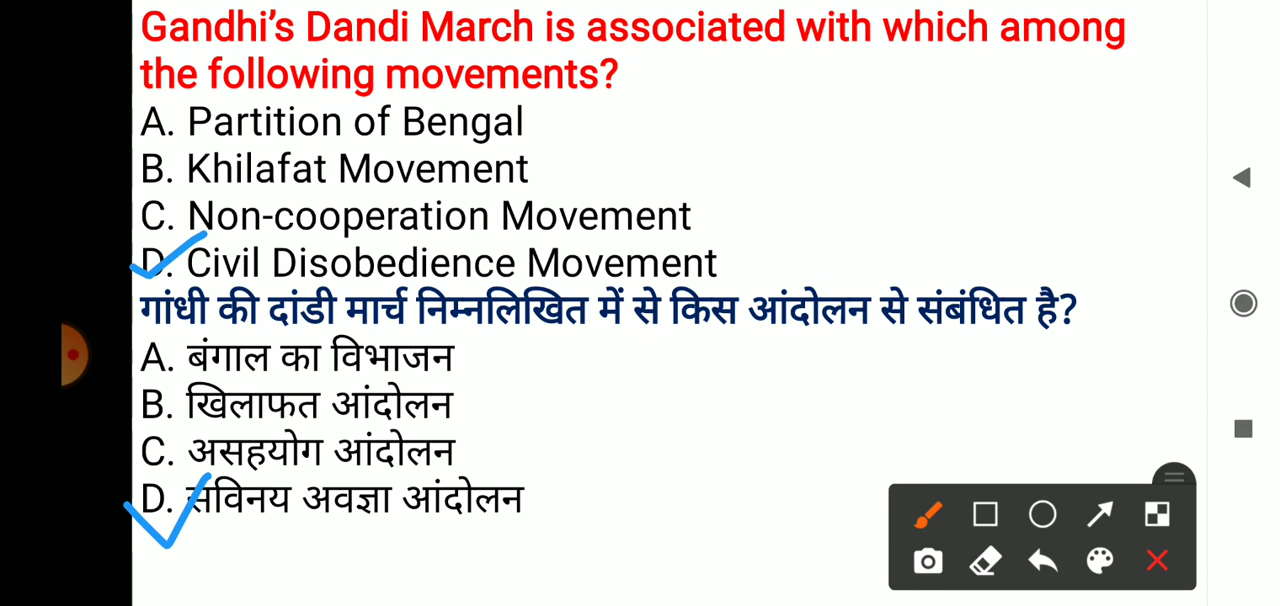 Gandhi’s Dandi March is associated with which among
the following movements?
A. Partition of Bengal
B. Khilafat Movement
C. Non-cooperation Movement
D. Civil Disobedience Movement
गांधी की दांडी मार्च निम्नलिखित में से किस आंदोलन से संबंधित है?
A. बंगाल का विभाजन
B. खिलाफत आंदोलन
C. असहयोग आंदोलन
D. सविनय अवज्ञा आंदोलन